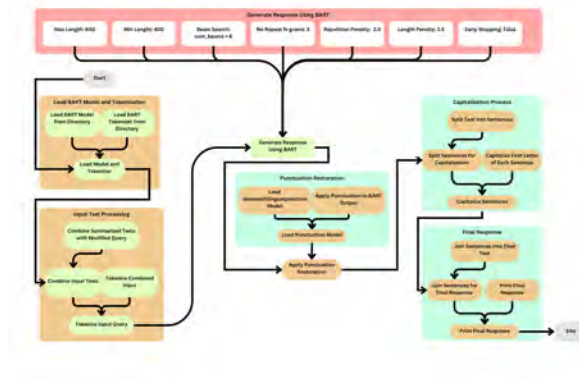 Generate Response Using BART
Max Length: 600
Min Length: 400
Beam Search:
num_beams = 6
No Repeat N-grams: 3
Repetition Penalty: 2.0
Length Penalty: 1.5
Early Stopping: False
Start
Load BART Model and Tokenization
Load BART Model
from Directory
Load BART
Tokenizer from
Directory
Load Model and
Tokenizer
Input Text Processing
Combine Summarized Texts
with Modified Query
Combine Input Texts
Tokenize Combined
Input
Tokenize Input Query
Generate Response
Using BART
Punctuation Restoration
Load
Model
Apply Punctuation to BART
Output
Load Punctuation Model
Apply Punctuation
Restoration
Capitalization Process
Split Text into Sentences
Split Sentences for
Capitalization
Capitalize First Letter
of Each Sentence
Capitalize Sentences
Final Response
Join Sentences into Final
Text
Join Sentences for
Final Response
Print Final
Response
Print Final Response
End